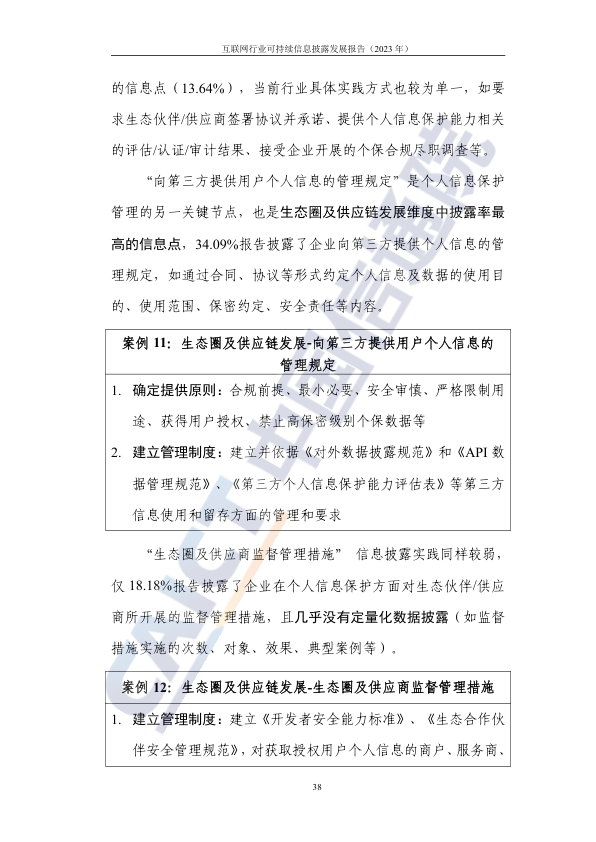 互联网行业可持续信息披露发展报告（2023 年）
的信息点（13.64%），当前行业具体实践方式也较为单一，如要
求生态伙伴/供应商签署协议并承诺、提供个人信息保护能力相关
的评估/认证/审计结果、接受企业开展的个保合规尽职调查等。
“向第三方提供用户个人信息的管理规定”是个人信息保护
管理的另一关键节点，也是生态圈及供应链发展维度中披露率最
高的信息点，34.09%报告披露了企业向第三方提供个人信息的管
理规定，如通过合同、协议等形式约定个人信息及数据的使用目
的、使用范围、保密约定、安全责任等内容。
案例 11：生态圈及供应链发展-向第三方提供用户个人信息的
管理规定
1. 确定提供原则：合规前提、最小必要、安全审慎、严格限制用
途、获得用户授权、禁止高保密级别个保数据等
2. 建立管理制度：建立并依据《对外数据披露规范》和《API 数
据管理规范》、《第三方个人信息保护能力评估表》等第三方
信息使用和留存方面的管理和要求
“生态圈及供应商监督管理措施” 信息披露实践同样较弱，
仅 18.18%报告披露了企业在个人信息保护方面对生态伙伴/供应
商所开展的监督管理措施，且几乎没有定量化数据披露（如监督
措施实施的次数、对象、效果、典型案例等）。
案例 12：生态圈及供应链发展-生态圈及供应商监督管理措施
1. 建立管理制度：建立《开发者安全能力标准》、《生态合作伙
伴安全管理规范》，对获取授权用户个人信息的商户、服务商、
38
CAICT 中国信通院